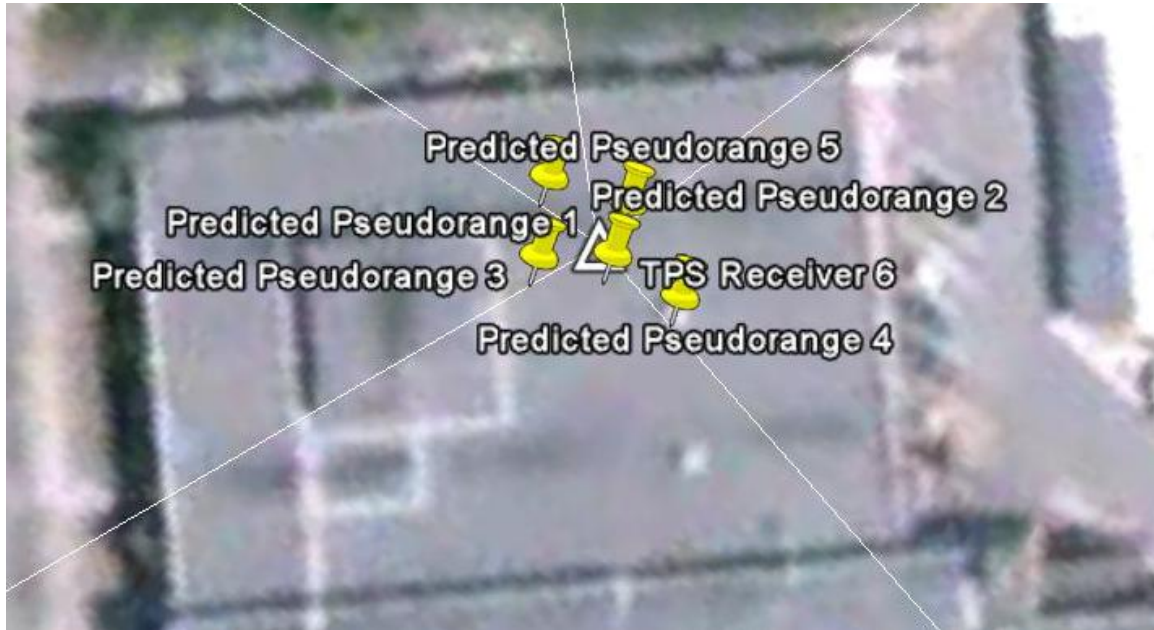 Predicted Pseudorange 5
Predicted Pseudorange 2
Predicted Pseudorange 1
Predicted Pseudorange 3
TPS Receiver 6
Predicted Pseudorange 4